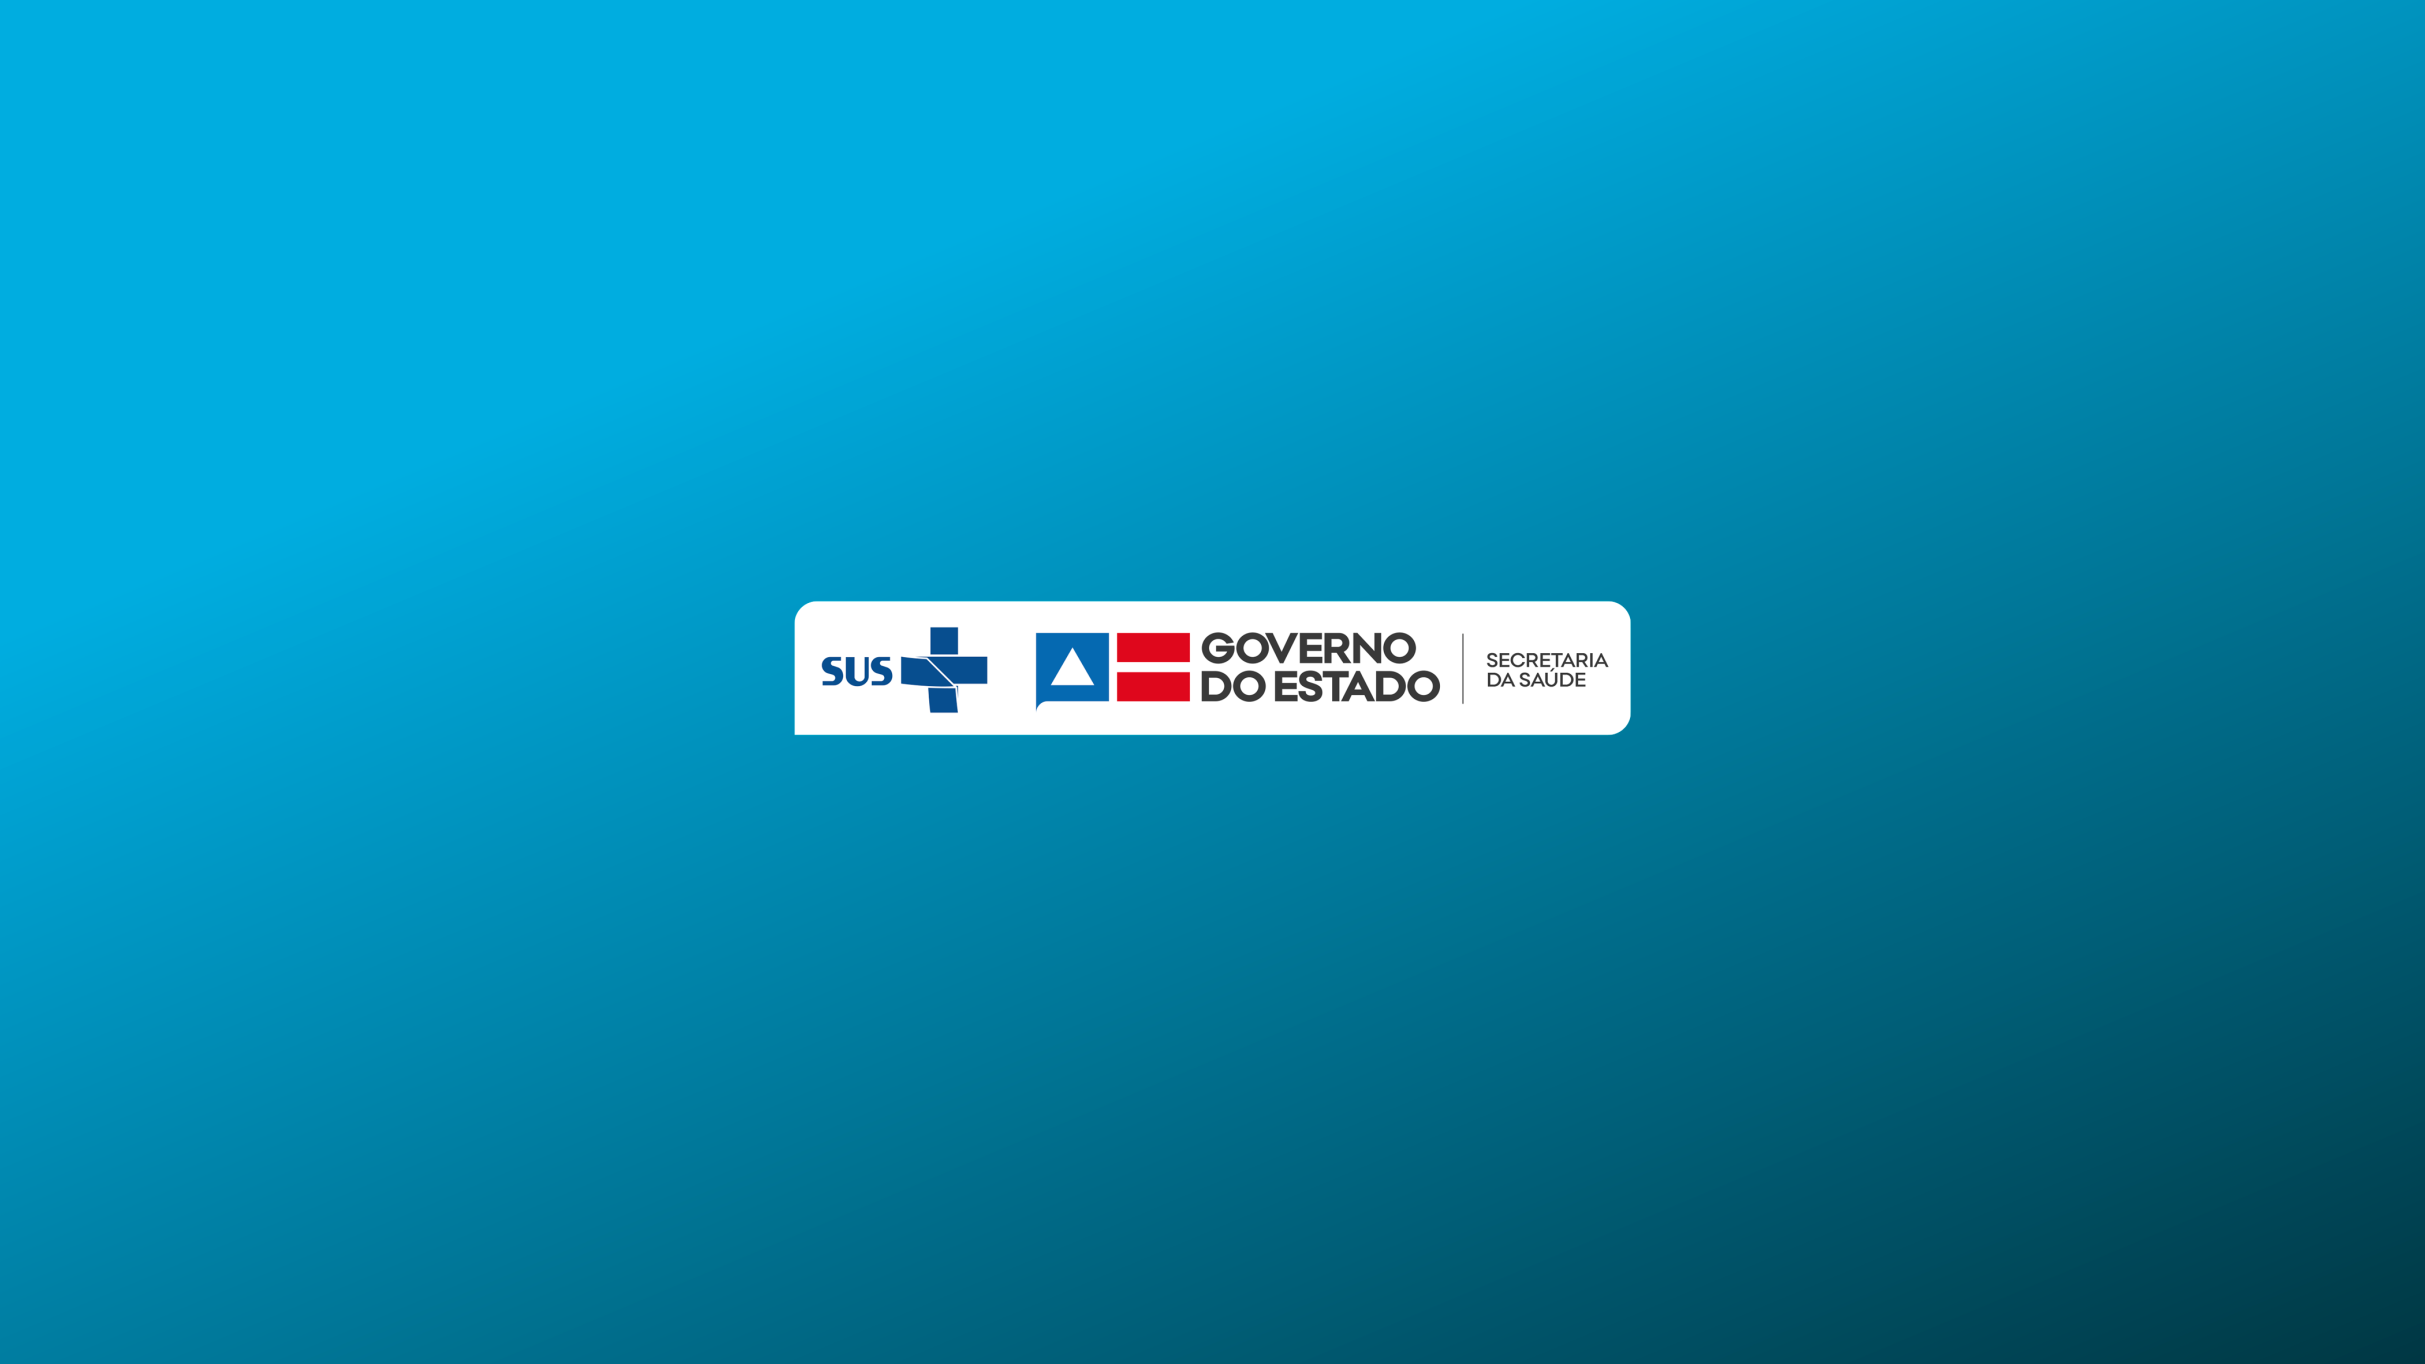 SUS
GOVERNO
DO ESTADO
SECRETARIA
DA SAÚDE